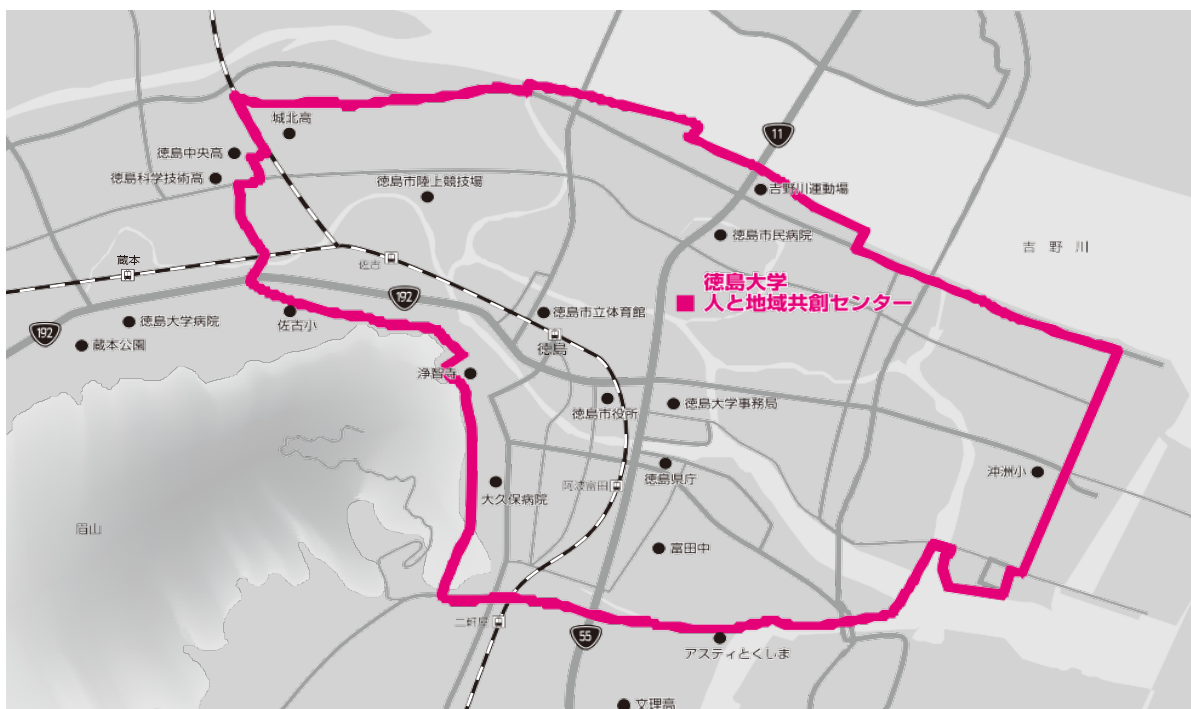 城北高
11
徳島中央高
徳島科学技術高
徳島市陸上競技場
吉野川運動場
徳島市民病院
吉野川
蔵本
佐古
徳島大学
人と地域共創センター
192
192
徳島大学病院
佐古小
徳島市立体育館
蔵本公園
徳島
浄智寺
徳島市役所
徳島大学事務局
沖洲小
大久保病院
阿波富田
徳島県庁
眉山
富田中
二軒屋
55
アスティとくしま
文理高